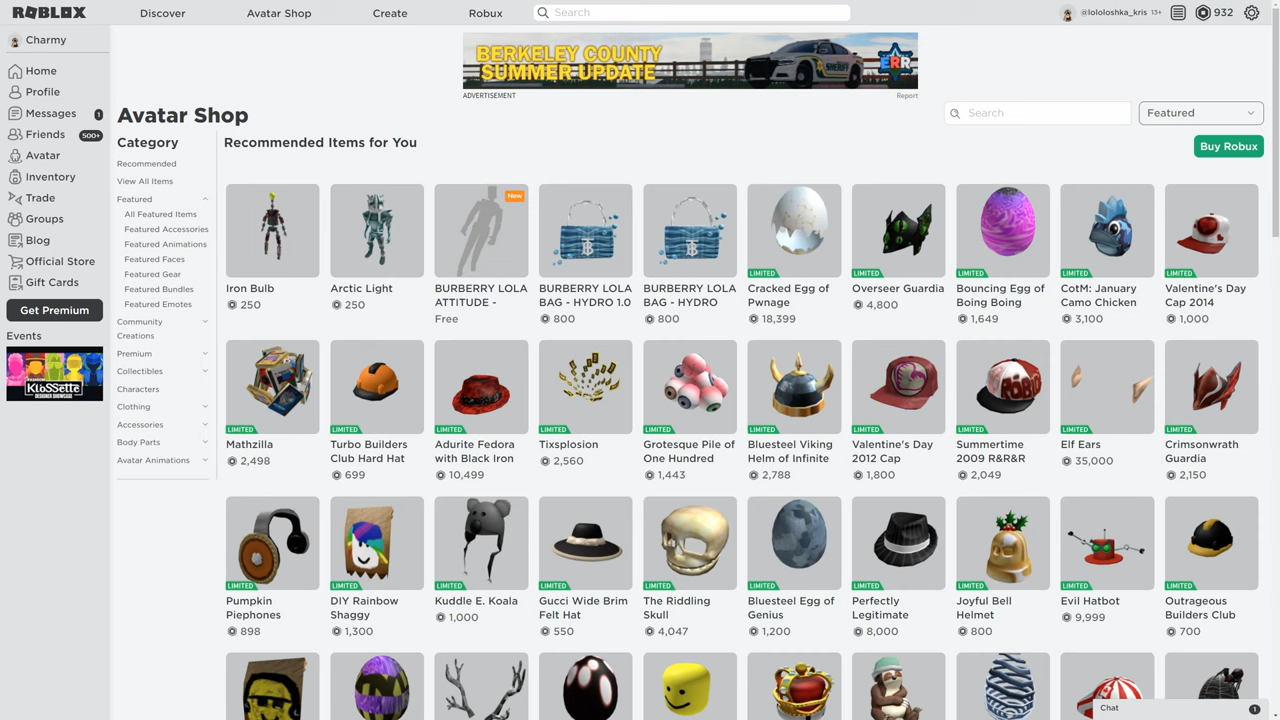 ROBLOX
Discover
Avatar Shop
Create
Robux
Search
@lololoshka_kris 13+
932
Charmy
Home
Profile
Messages 1
Friends 500+
Avatar
Inventory
Trade
Groups
Blog
Official Store
Gift Cards
Get Premium
Events
KLOSSETTE
DESIGNER SHOWCASE
BERKELEY COUNTY
SUMMER UPDATE
SHERIFF
ERR
ADVERTISEMENT
Report
Avatar Shop
Search
Featured
Category
Recommended
View All Items
Featured
All Featured Items
Featured Accessories
Featured Animations
Featured Faces
Featured Gear
Featured Bundles
Featured Emotes
Community
Creations
Premium
Collectibles
Characters
Clothing
Accessories
Body Parts
Avatar Animations
Recommended Items for You
Buy Robux
Iron Bulb
250
Arctic Light
250
New
BURBERRY LOLA
ATTITUDE -
Free
BURBERRY LOLA
BAG - HYDRO 1.0
800
BURBERRY LOLA
BAG - HYDRO
800
LIMITED
Cracked Egg of
Pwnage
18,399
LIMITED
Overseer Guardia
4,800
LIMITED
Bouncing Egg of
Boing Boing
1,649
LIMITED
CotM: January
Camo Chicken
3,100
LIMITED
Valentine's Day
Cap 2014
1,000
LIMITED
Mathzilla
2,498
LIMITED
Turbo Builders
Club Hard Hat
699
LIMITED
Adurite Fedora
with Black Iron
10,499
LIMITED
Tixsplosion
2,560
LIMITED
Grotesque Pile of
One Hundred
1,443
LIMITED
Bluesteel Viking
Helm of Infinite
2,788
LIMITED
Valentine's Day
2012 Cap
1,800
LIMITED
Summertime
2009 R&R&R
2,049
LIMITED
Elf Ears
35,000
LIMITED
Crimsonwrath
Guardia
2,150
LIMITED
Pumpkin
Piephones
898
LIMITED
DIY Rainbow
Shaggy
1,300
LIMITED
Kuddle E. Koala
1,000
LIMITED
Gucci Wide Brim
Felt Hat
550
LIMITED
The Riddling
Skull
4,047
LIMITED
Bluesteel Egg of
Genius
1,200
LIMITED
Perfectly
Legitimate
8,000
LIMITED
Joyful Bell
Helmet
800
LIMITED
Evil Hatbot
9,999
LIMITED
Outrageous
Builders Club
700
Chat 1